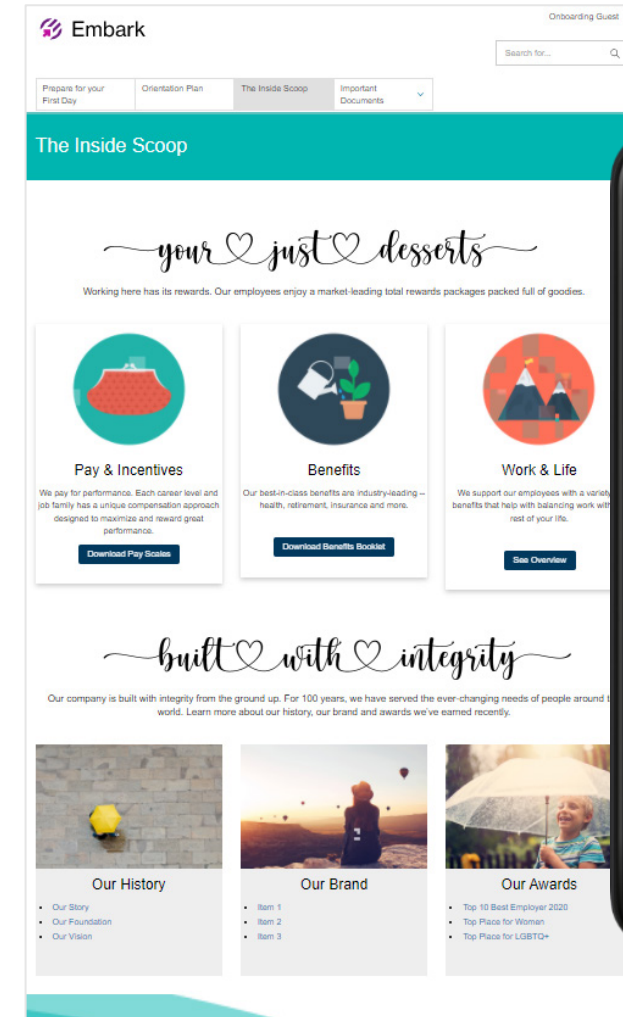 Onboarding Guest
Embark
Search for...
Prepare for your
First Day
Orientation Plan
The Inside Scoop
Important
Documents
The Inside Scoop
your just desserts
Working here has its rewards. Our employees enjoy a market-leading total rewards packages packed full of goodies.
Pay & Incentives
We pay for performance. Each career level and
job family has a unique compensation approach
designed to maximize and reward great
performance.
Download Pay Scales
Benefits
Our best-in-class benefits are industry-leading –
health, retirement, insurance and more.
Download Benefits Booklet
Work & Life
We support our employees with a variety
benefits that help with balancing work with
rest of your life.
See Overview
built with integrity
Our company is built with integrity from the ground up. For 100 years, we have served the ever-changing needs of people around
world. Learn more about our history, our brand and awards we've earned recently.
Our History
• Our Story
• Our Foundation
• Our Vision
Our Brand
• Item 1
• Item 2
• Item 3
Our Awards
• Top 10 Best Employer 2020
• Top Place for Women
• Top Place for LGBTQ+